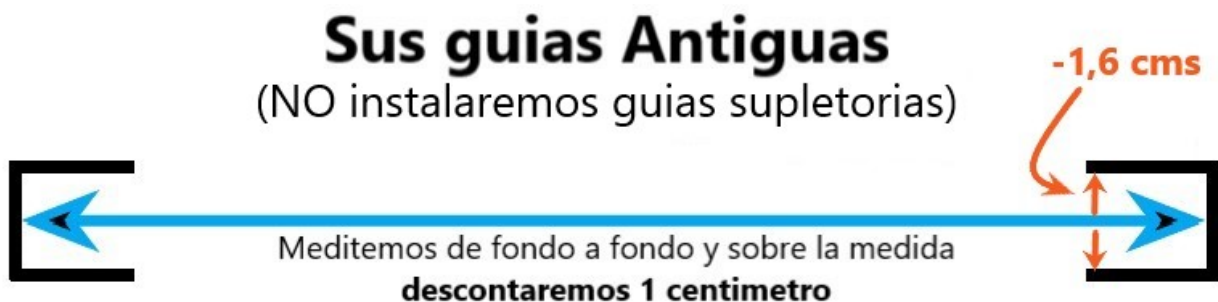 Sus guias Antiguas
(NO instalaremos guias supletorias)
-1,6 cms
Meditemos de fondo a fondo y sobre la medida
descontaremos 1 centimetro